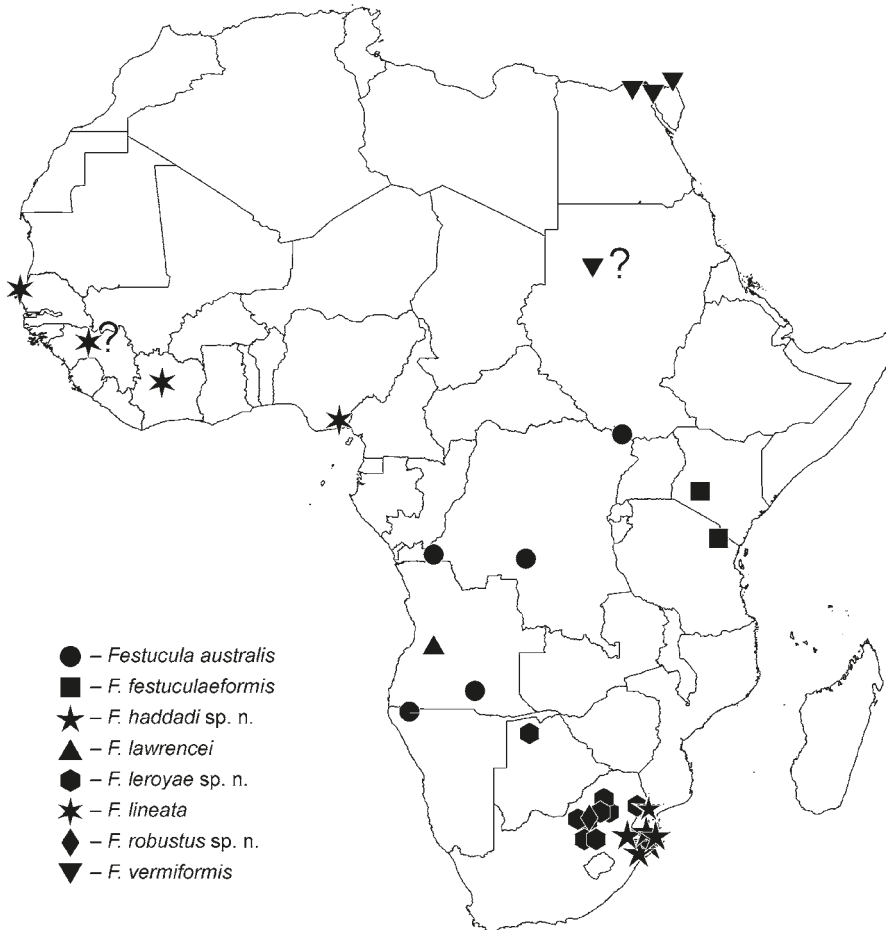 ?
?
– Festucula australis
– F. festuculaeformis
– F. haddadi sp. n.
– F. lawrencei
– F. leroyae sp. n.
– F. lineata
– F. robustus sp. n.
– F. vermiformis